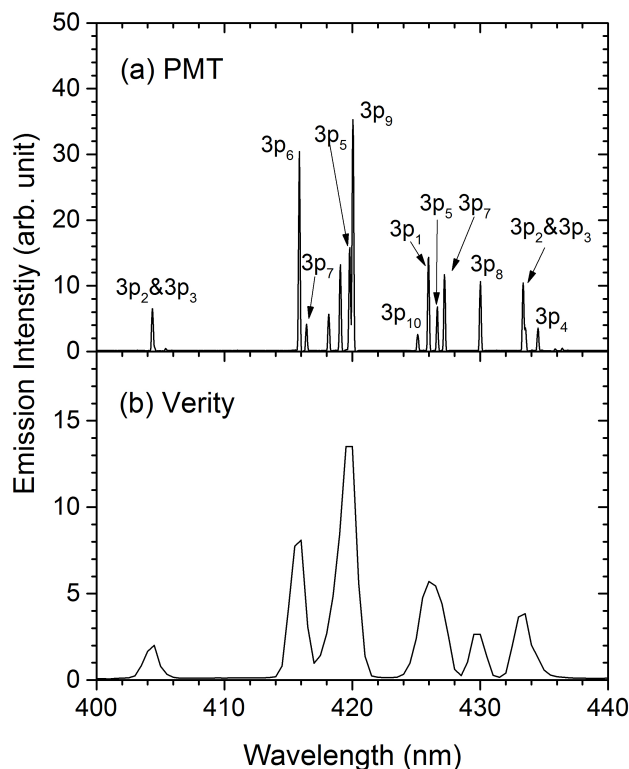 50
(a) PMT
40
3p₉
3p₅
3p₆
30
20
3p₅ 3p₇
3p₂&3p₃
3p₁
3p₇
3p₈
3p₂&3p₃
10
3p₁₀
3p₄
0
Emission Intenstiy (arb. unit)
(b) Verity
15
10
5
0
400 410 420 430 440
Wavelength (nm)